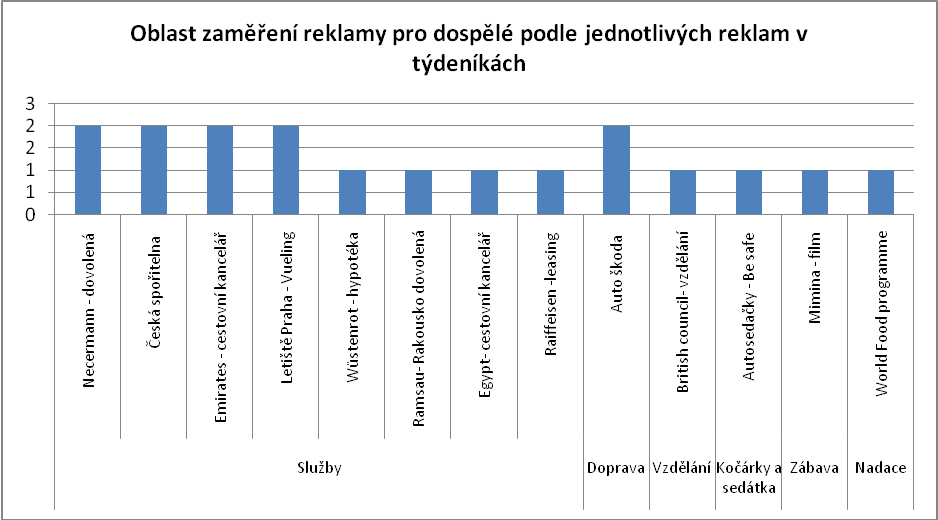 Oblast zaměření reklamy pro dospělé podle jednotlivých reklam v
týdeníkách
3
2
2
1
1
0
Necermann - dovolená
Česká spořitelna
Emirates - cestovní kancelář
Letiště Praha - Vueling
Wüstenrot - hypotéka
Ramsau- Rakousko dovolená
Egypt- cestovní kancelář
Raiffeisen -leasing
Auto škoda
British council- vzdělání
Autosedačky - Be safe
Mimina - film
World Food programme
Služby
Doprava
Vzdělání
Kočárky a
sedátka
Zábava
Nadace